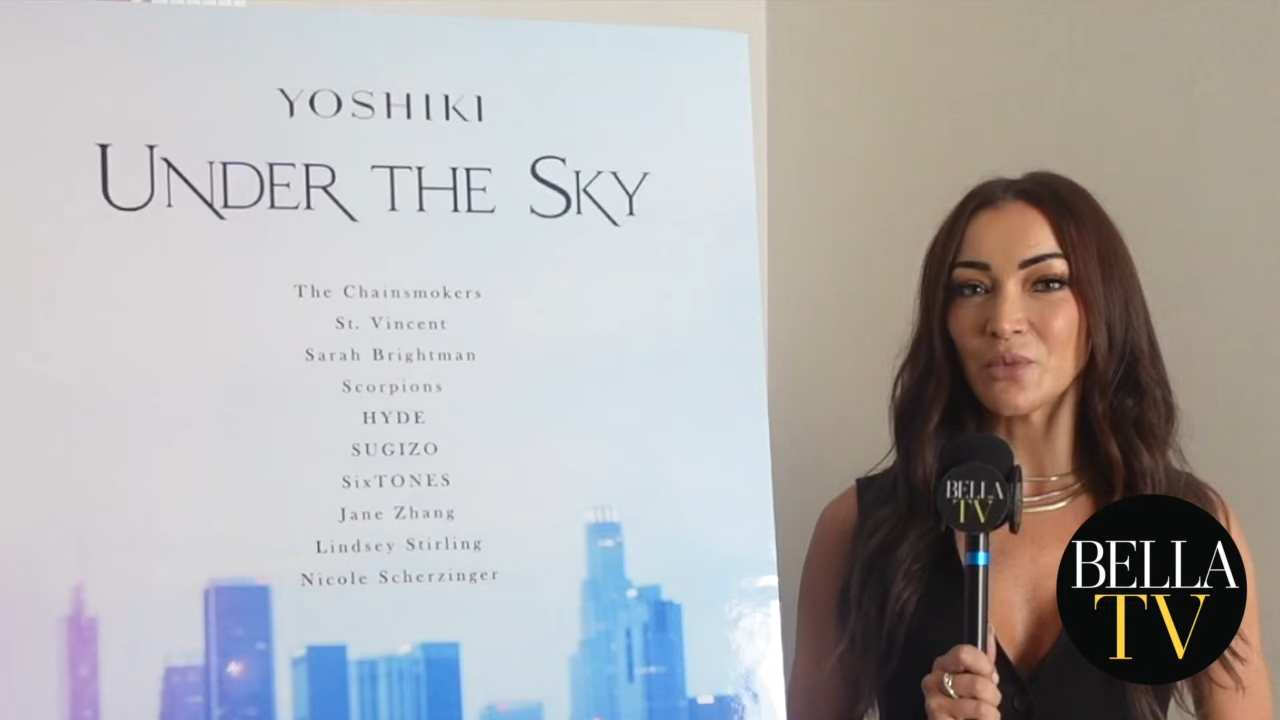 YOSHIKI
UNDER THE SKY
The Chainsmokers
St. Vincent
Sarah Brightman
Scorpions
HYDE
SUGIZO
SixTONES
Jane Zhang
Lindsey Stirling
Nicole Scherzinger
BELLA
TV
BELLA
TV